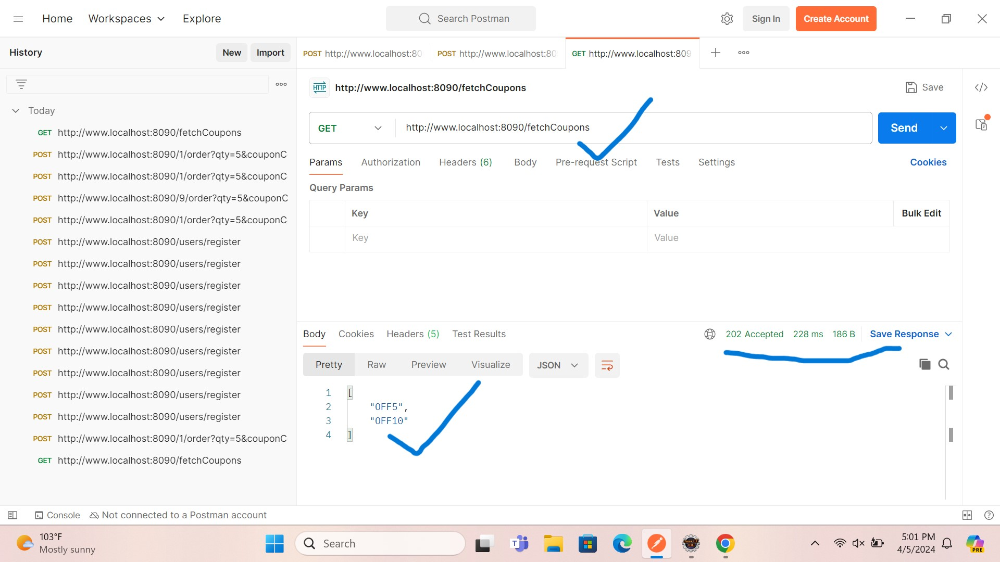 Home Workspaces Explore Search Postman Sign In Create Account
History New Import POST http://www.localhost:80 POST http://www.localhost:80 GET http://www.localhost:809
HTTP http://www.localhost:8090/fetchCoupons Save
Today
GET http://www.localhost:8090/fetchCoupons
POST http://www.localhost:8090/1/order?qty=5&couponC
POST http://www.localhost:8090/1/order?qty=5&couponC
POST http://www.localhost:8090/9/order?qty=5&couponC
POST http://www.localhost:8090/1/order?qty=5&couponC
POST http://www.localhost:8090/users/register
POST http://www.localhost:8090/users/register
POST http://www.localhost:8090/users/register
POST http://www.localhost:8090/users/register
POST http://www.localhost:8090/users/register
POST http://www.localhost:8090/users/register
POST http://www.localhost:8090/users/register
POST http://www.localhost:8090/users/register
POST http://www.localhost:8090/users/register
POST http://www.localhost:8090/1/order?qty=5&couponC
GET http://www.localhost:8090/fetchCoupons
GET http://www.localhost:8090/fetchCoupons Send
Params Authorization Headers (6) Body Pre-request Script Tests Settings Cookies
Query Params
Key Value Bulk Edit
Key Value
Body Cookies Headers (5) Test Results 202 Accepted 228 ms 186 B Save Response
Pretty Raw Preview Visualize JSON
1 [
2 "OFF5",
3 "OFF10"
4 ]
Console Not connected to a Postman account
103°F
Mostly sunny
Search
T
Java EE
IDE
5:01 PM
4/5/2024
PRE